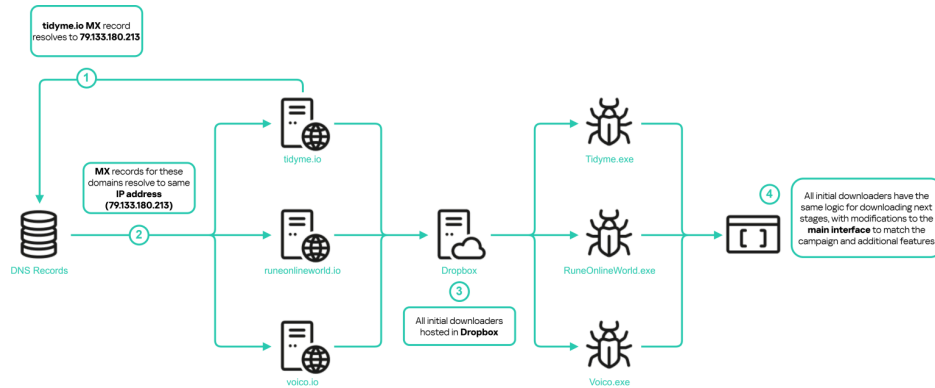 tidyme.io MX record
resolves to 79.133.180.213
1
tidyme.io
Tidyme.exe
MX records for these
domains resolve to same
IP address
(79.133.180.213)
4
All initial downloaders have the
same logic for downloading next
stages, with modifications to the
main interface to match the
campaign and additional features
2
DNS Records
runeonlineworld.io
Dropbox
RuneOnlineWorld.exe
3
All initial downloaders
hosted in Dropbox
voico.io
Voico.exe